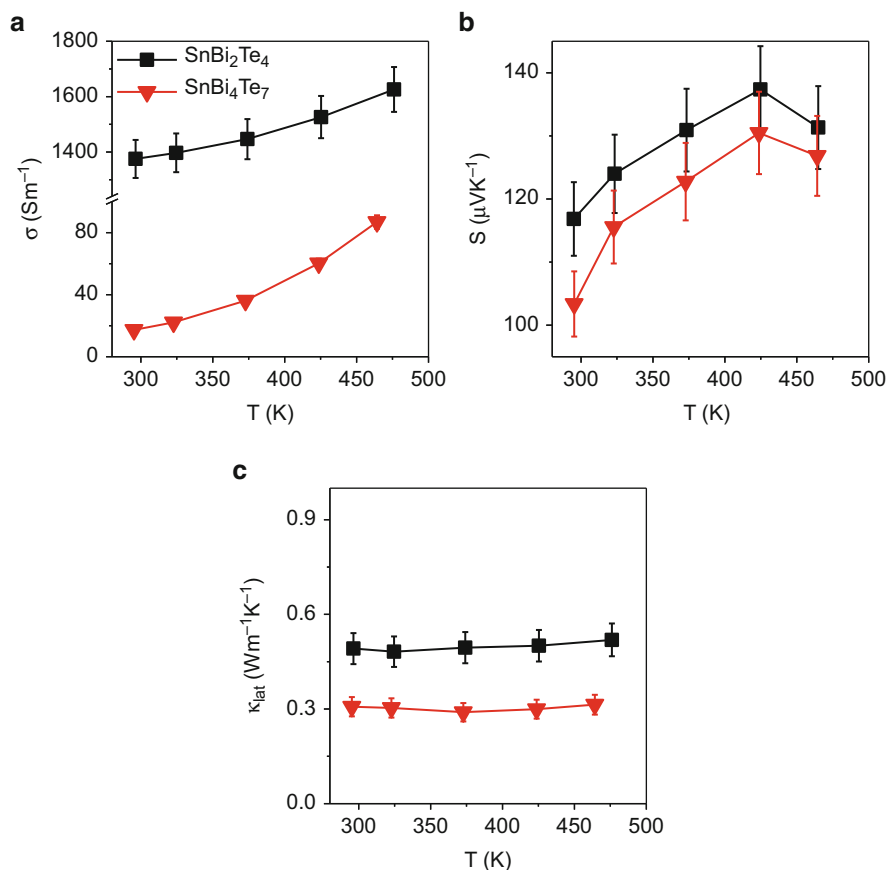 a
1800
1600
1400
80
40
0
σ (Sm⁻¹)
SnBi₂Te₄
SnBi₄Te₇
300 350 400 450 500
T (K)
b
140
120
100
S (μVK⁻¹)
300 350 400 450 500
T (K)
c
0.9
0.6
0.3
0.0
κlat (Wm⁻¹K⁻¹)
300 350 400 450 500
T (K)